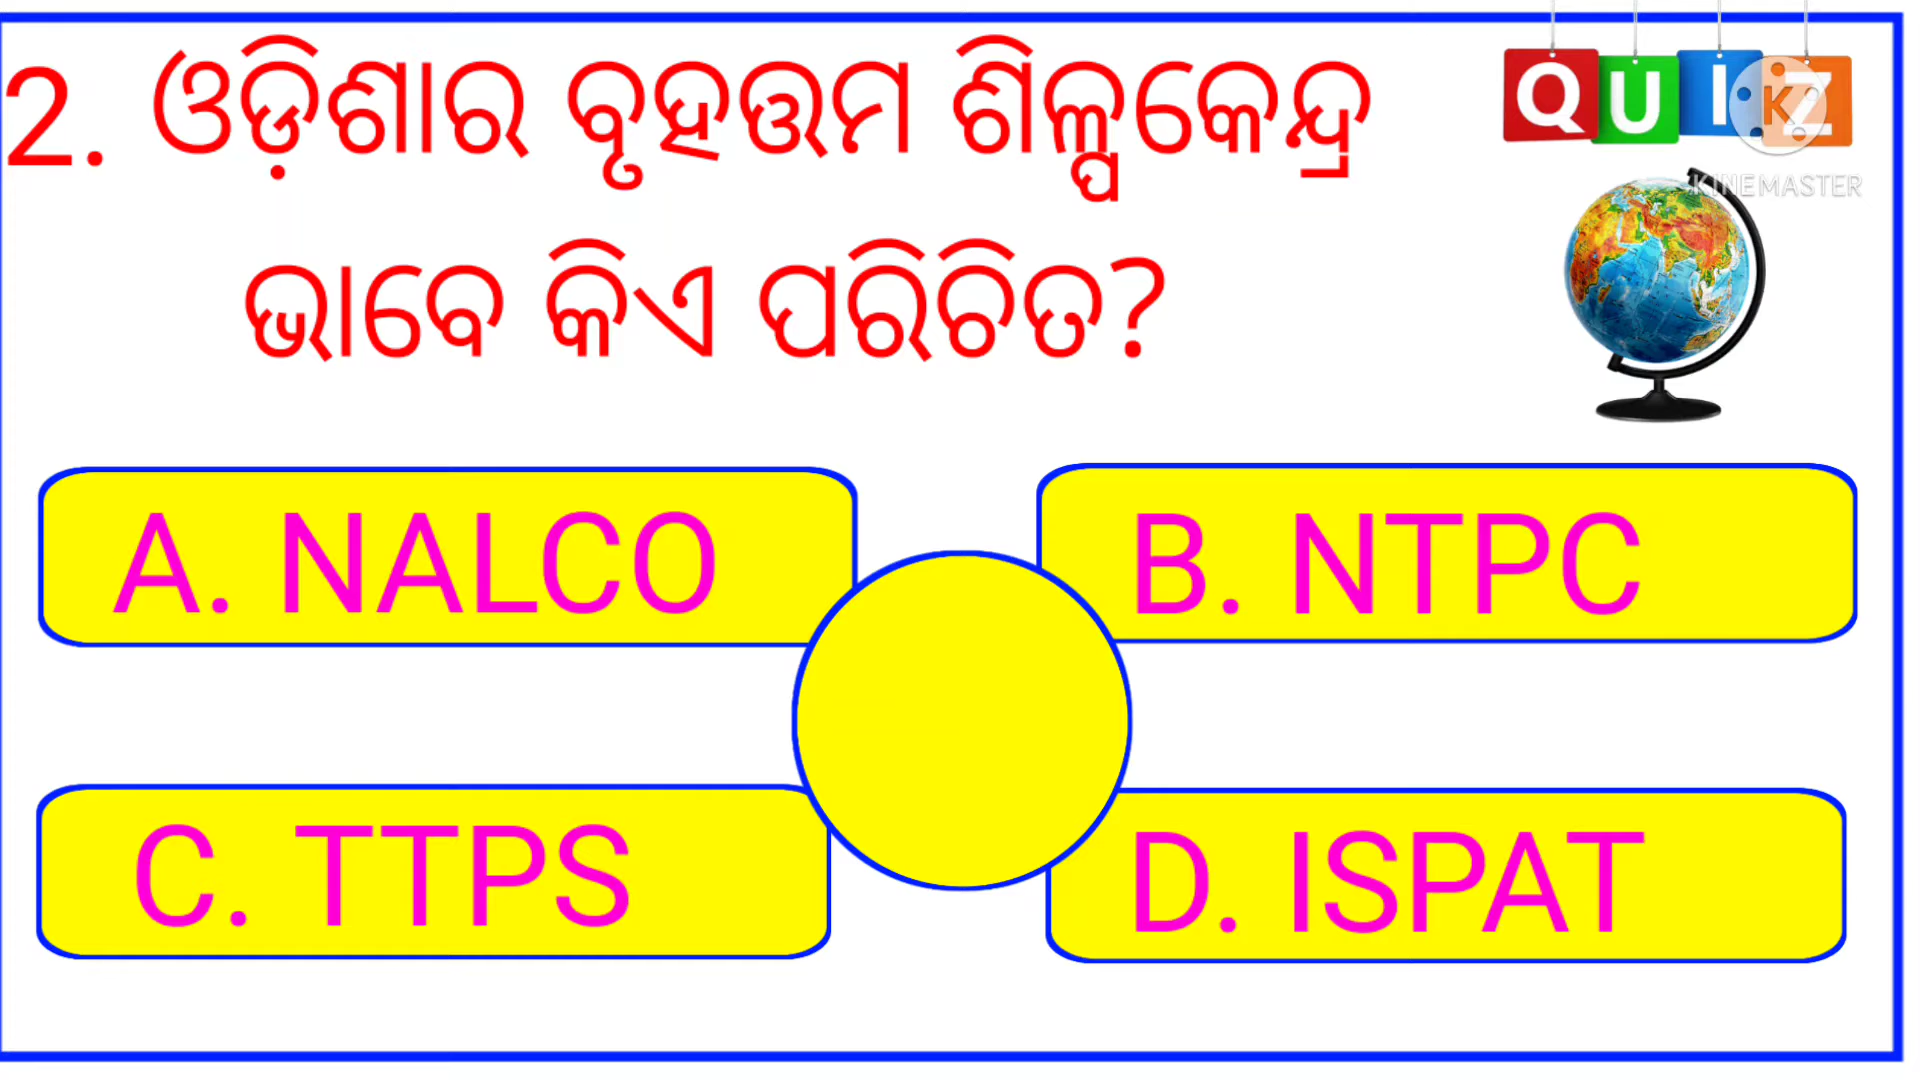 2. ଓଡ଼ିଶାର ବୃହତ୍ତମ ଶିଳ୍ପକେନ୍ଦ୍ର
ଭାବେ କିଏ ପରିଚିତ?
QUIZ
K
KINEMASTER
A. NALCO
B. NTPC
C. TTPS
D. ISPAT